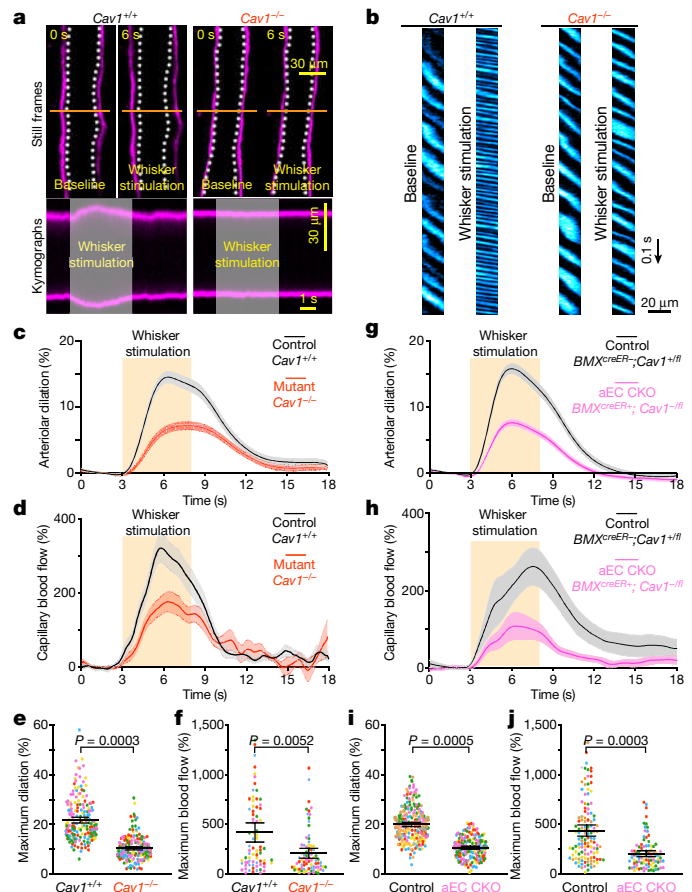 a
Cav1+/+
Cav1−/−
0 s
6 s
0 s
6 s
30 μm
Still frames
Baseline
Whisker
stimulation
Baseline
Whisker
stimulation
Kymographs
Whisker
stimulation
Whisker
stimulation
30 μm
1 s
b
Cav1+/+
Cav1−/−
Baseline
Whisker stimulation
Baseline
Whisker stimulation
0.1 s
20 μm
c
Whisker
stimulation
Control
Cav1+/+
Mutant
Cav1−/−
Arteriolar dilation (%)
20
15
10
5
0
0 3 6 9 12 15 18
Time (s)
d
Whisker
stimulation
Control
Cav1+/+
Mutant
Cav1−/−
Capillary blood flow (%)
400
200
0
0 3 6 9 12 15 18
Time (s)
g
Whisker
stimulation
Control
BMXcreER−;Cav1+/fl
aEC CKO
BMXcreER+; Cav1−/fl
Arteriolar dilation (%)
20
15
10
5
0
0 3 6 9 12 15 18
Time (s)
h
Whisker
stimulation
Control
BMXcreER−;Cav1+/fl
aEC CKO
BMXcreER+; Cav1−/fl
Capillary blood flow (%)
400
200
0
0 3 6 9 12 15 18
Time (s)
e
P = 0.0003
Maximum dilation (%)
60
40
20
0
Cav1+/+ Cav1−/−
f
P = 0.0052
Maximum blood flow (%)
1,500
1,000
500
0
Cav1+/+ Cav1−/−
i
P = 0.0005
Maximum dilation (%)
60
40
20
0
Control aEC CKO
j
P = 0.0003
Maximum blood flow (%)
1,500
1,000
500
0
Control aEC CKO